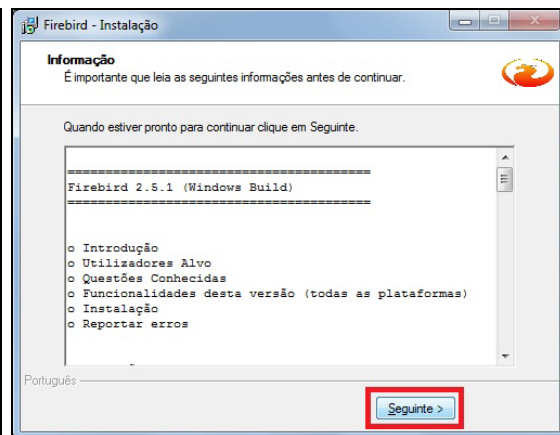 Firebird - Instalação
Informação
É importante que leia as seguintes informações antes de continuar.
Quando estiver pronto para continuar clique em Seguinte.
========================================
Firebird 2.5.1 (Windows Build)
========================================
o Introdução
o Utilizadores Alvo
o Questões Conhecidas
o Funcionalidades desta versão (todas as plataformas)
o Instalação
o Reportar erros
Português
Seguinte >